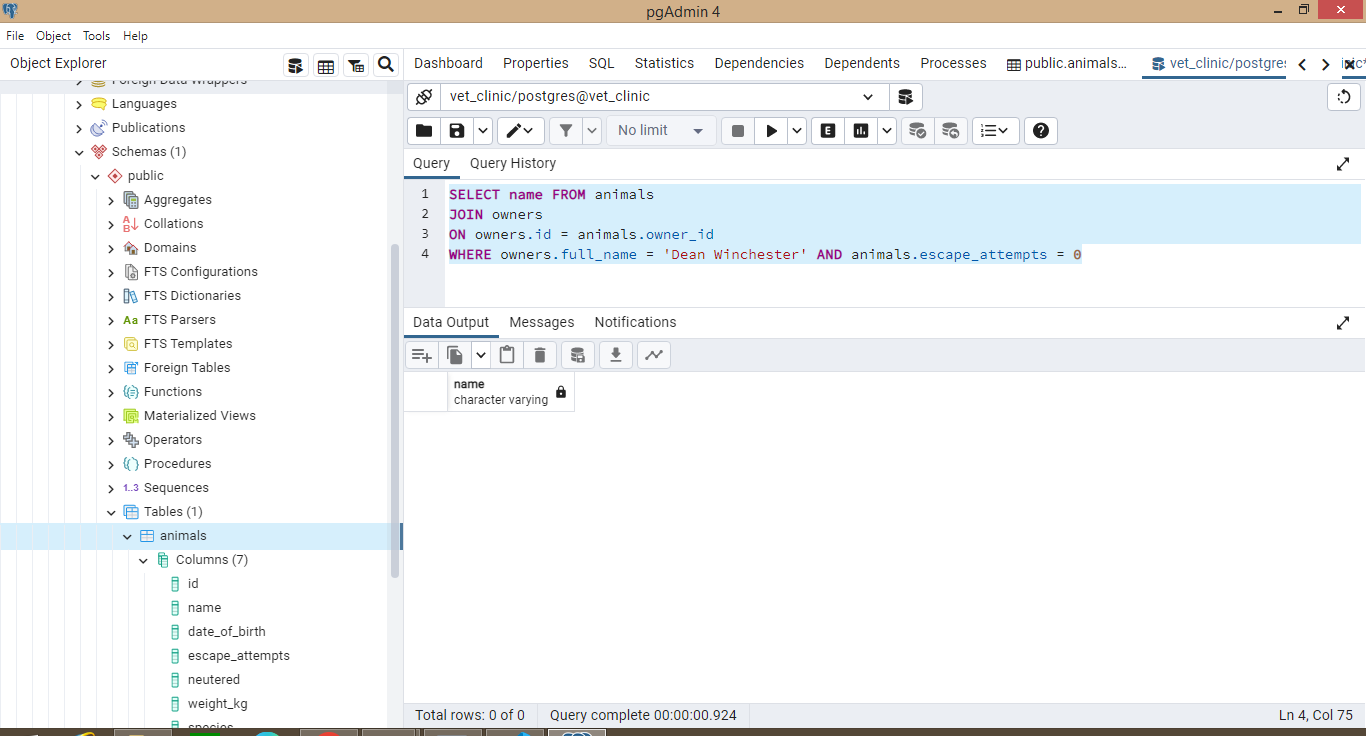 pgAdmin 4
File Object Tools Help
Object Explorer
Dashboard Properties SQL Statistics Dependencies Dependents Processes public.animals... vet_clinic/postgre
Foreign Data Wrappers
Languages
Publications
Schemas (1)
public
Aggregates
Collations
Domains
FTS Configurations
FTS Dictionaries
Aa FTS Parsers
FTS Templates
Foreign Tables
Functions
Materialized Views
Operators
Procedures
1..3 Sequences
Tables (1)
animals
Columns (7)
id
name
date_of_birth
escape_attempts
neutered
weight_kg
species
vet_clinic/postgres@vet_clinic
No limit
E
Query Query History
1 SELECT name FROM animals
2 JOIN owners
3 ON owners.id = animals.owner_id
4 WHERE owners.full_name = 'Dean Winchester' AND animals.escape_attempts = 0
Data Output Messages Notifications
name
character varying
Total rows: 0 of 0 Query complete 00:00:00.924 Ln 4, Col 75